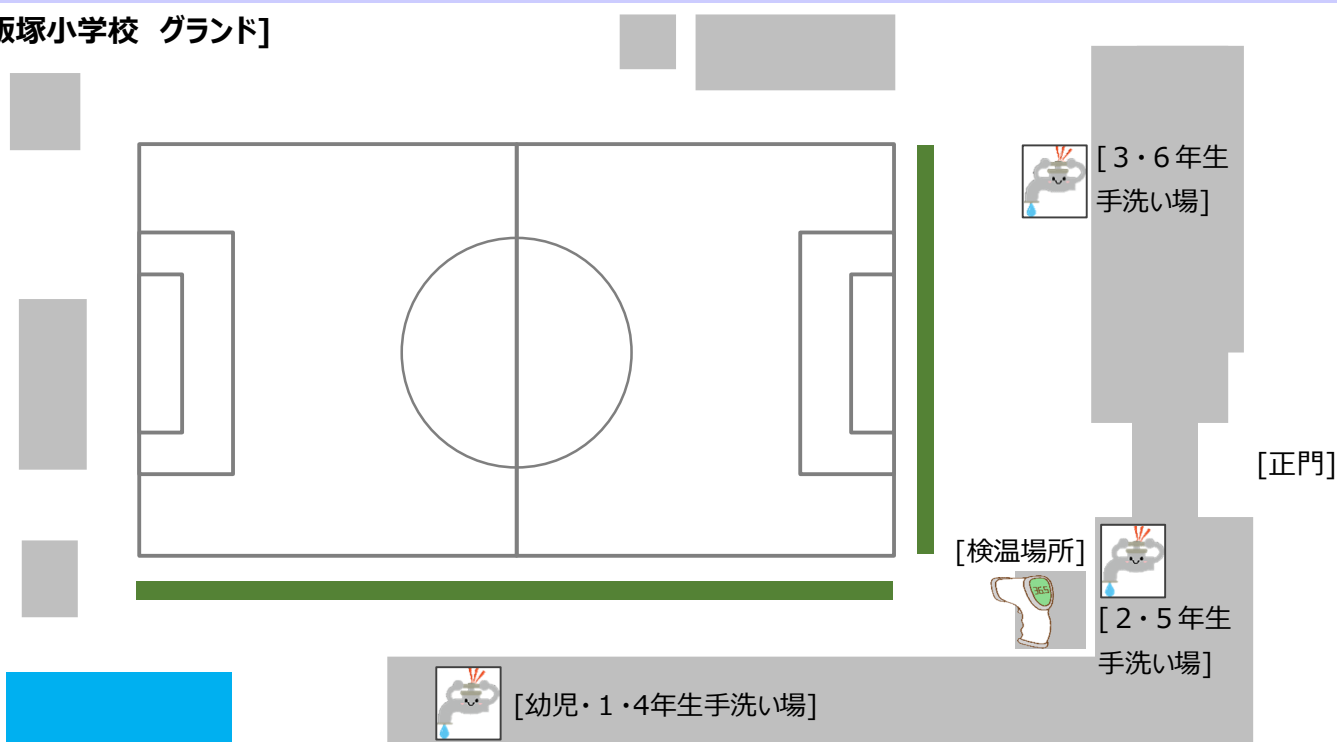 飯塚小学校 グランド]
[３・６年生
手洗い場]
[正門]
[検温場所]
[２・５年生
手洗い場]
[幼児・１・４年生手洗い場]